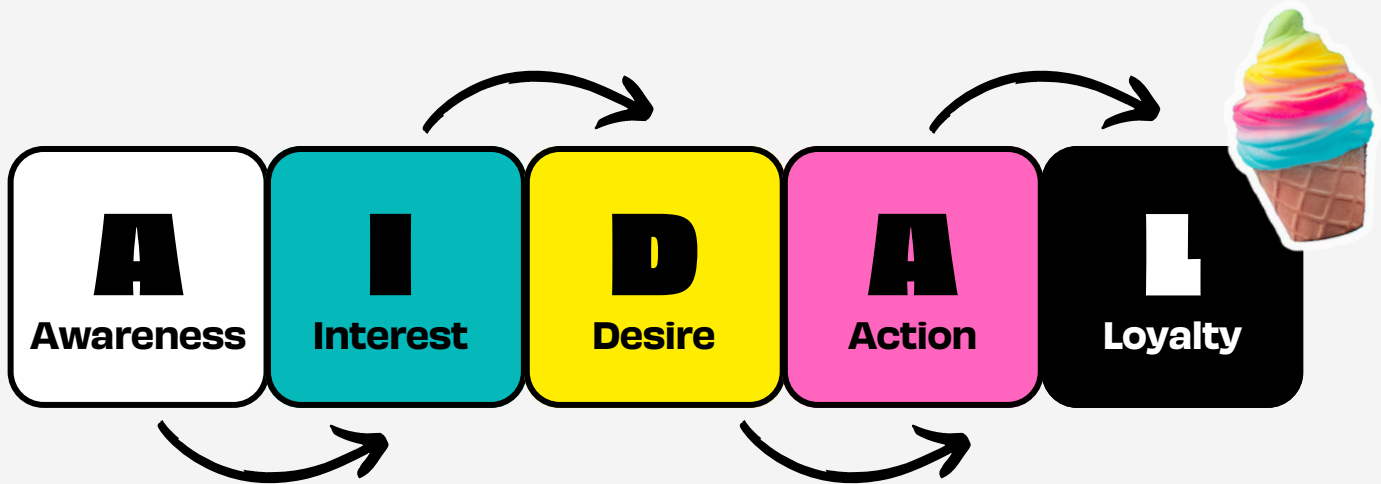 A
Awareness
I
Interest
D
Desire
A
Action
L
Loyalty